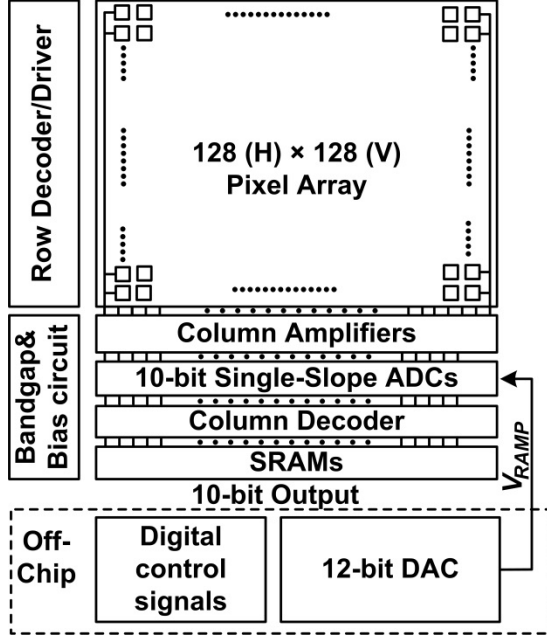 Row Decoder/Driver
128 (H) × 128 (V)
Pixel Array
Bandgap&
Bias circuit
Column Amplifiers
10-bit Single-Slope ADCs
Column Decoder
SRAMs
10-bit Output
VRAMP
Off-
Chip
Digital
control
signals
12-bit DAC